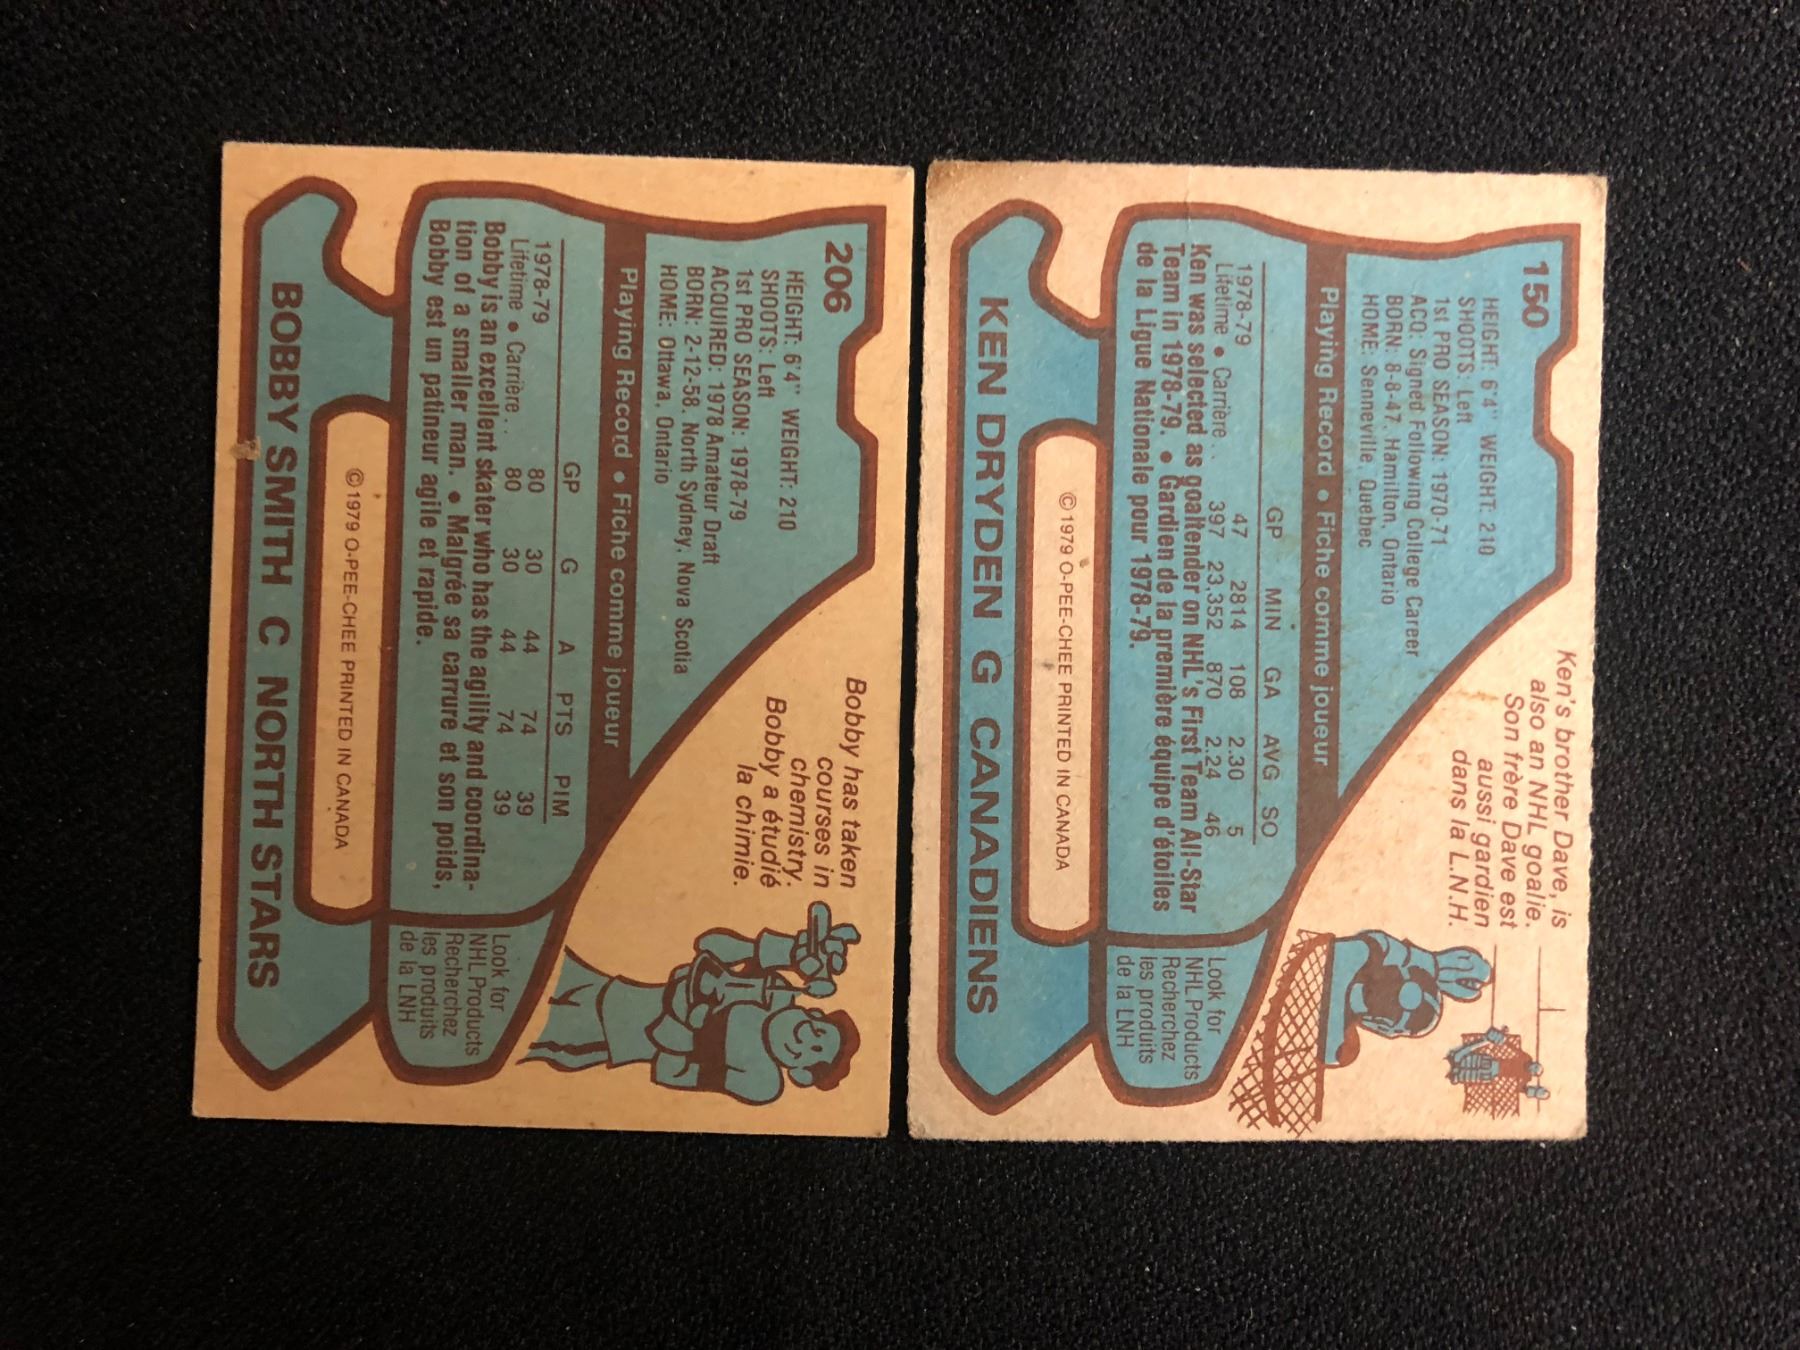 150
HEIGHT: 6'4" WEIGHT: 210
SHOOTS: Left
1st PRO SEASON: 1970-71
ACQ: Signed Following College Career
BORN: 8-8-47, Hamilton, Ontario
HOME: Senneville, Quebec
Ken's brother Dave, is
also an NHL goalie.
Son frère Dave est
aussi gardien
dans la L.N.H.
Playing Record • Fiche comme joueur
GP MIN GA AVG SO
1978-79 47 2814 108 2.30 5
Lifetime • Carrière.. 397 23,352 870 2.24 46
Ken was selected as goaltender on NHL's First Team All-Star
Team in 1978-79. • Gardien de la première équipe d'étoiles
de la Ligue Nationale pour 1978-79.
Look for
NHL Products
Recherchez
les produits
de la LNH
©1979 O-PEE-CHEE PRINTED IN CANADA
KEN DRYDEN G CANADIENS
206
HEIGHT: 6'4" WEIGHT: 210
SHOOTS: Left
1st PRO SEASON: 1978-79
ACQUIRED: 1978 Amateur Draft
BORN: 2-12-58, North Sydney, Nova Scotia
HOME: Ottawa, Ontario
Bobby has taken
courses in
chemistry.
Bobby a étudié
la chimie.
Playing Record • Fiche comme joueur
GP G A PTS PIM
1978-79 80 30 44 74 39
Lifetime • Carrière.. 80 30 44 74 39
Bobby is an excellent skater who has the agility and coordina-
tion of a smaller man. • Malgrée sa carrure et son poids,
Bobby est un patineur agile et rapide.
Look for
NHL Products
Recherchez
les produits
de la LNH
©1979 O-PEE-CHEE PRINTED IN CANADA
BOBBY SMITH C NORTH STARS